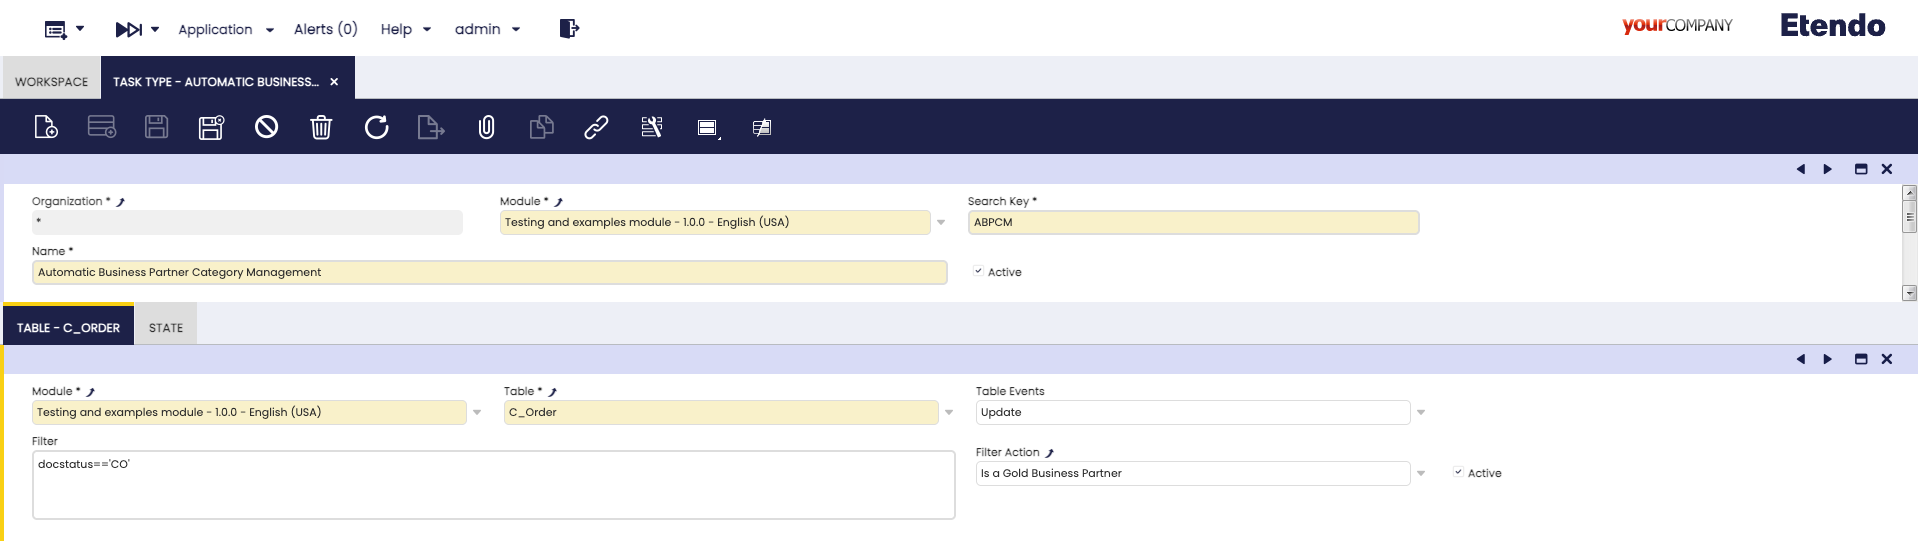 Application Alerts (0) Help admin yourCOMPANY Etendo
WORKSPACE TASK TYPE - AUTOMATIC BUSINESS...
Organization * Module * Search Key *
* Testing and examples module - 1.0.0 - English (USA) ABPCM
Name *
Automatic Business Partner Category Management Active
TABLE - C_ORDER STATE
Module * Table * Table Events
Testing and examples module - 1.0.0 - English (USA) C_Order Update
Filter Filter Action
docstatus=='CO' Is a Gold Business Partner Active